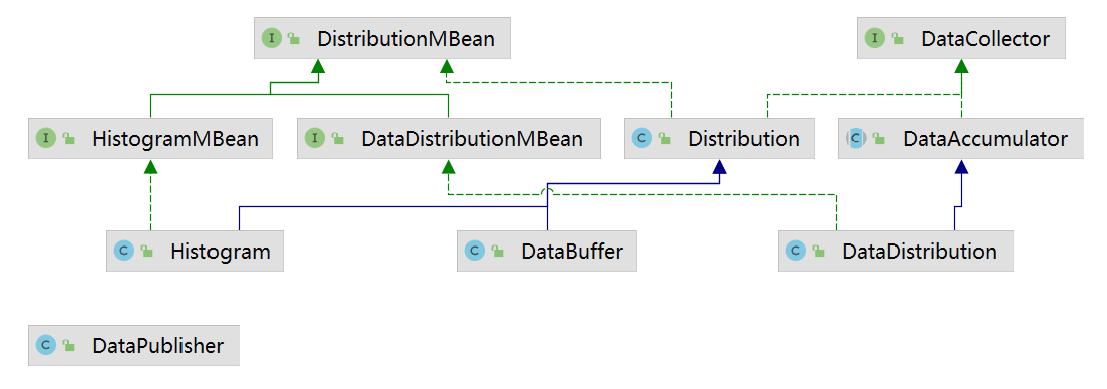 DistributionMBean
DataCollector
HistogramMBean
DataDistributionMBean
Distribution
DataAccumulator
Histogram
DataBuffer
DataDistribution
DataPublisher